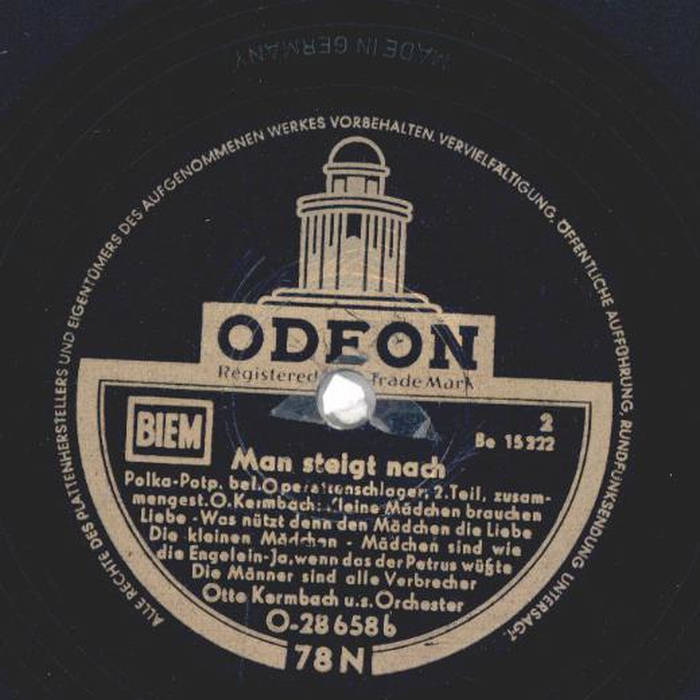 MADE IN GERMANY
ALLE RECHTE DES PLATTENHERSTELLERS UND EIGENTÜMERS DES AUFGENOMMENEN WERKES VORBEHALTEN. VERVIELFÄLTIGUNG, ÖFFENTLICHE AUFFÜHRUNG, RUNDFUNKSENDUNG UNTERSAGT.
ODEON
Registered Trade Mark
BIEM
2
Be 15222
Man steigt nach
Polka-Potp. bel. Operettenschlager, 2. Teil, zusam-
mengest. O. Kermbach: Kleine Mädchen brauchen
Liebe - Was nützt denn den Mädchen die Liebe
Die kleinen Mädchen - Mädchen sind wie
die Engelein - Ja, wenn das der Petrus wüßte
Die Männer sind alle Verbrecher
Otto Kermbach u. s. Orchester
O-28658b
78 N